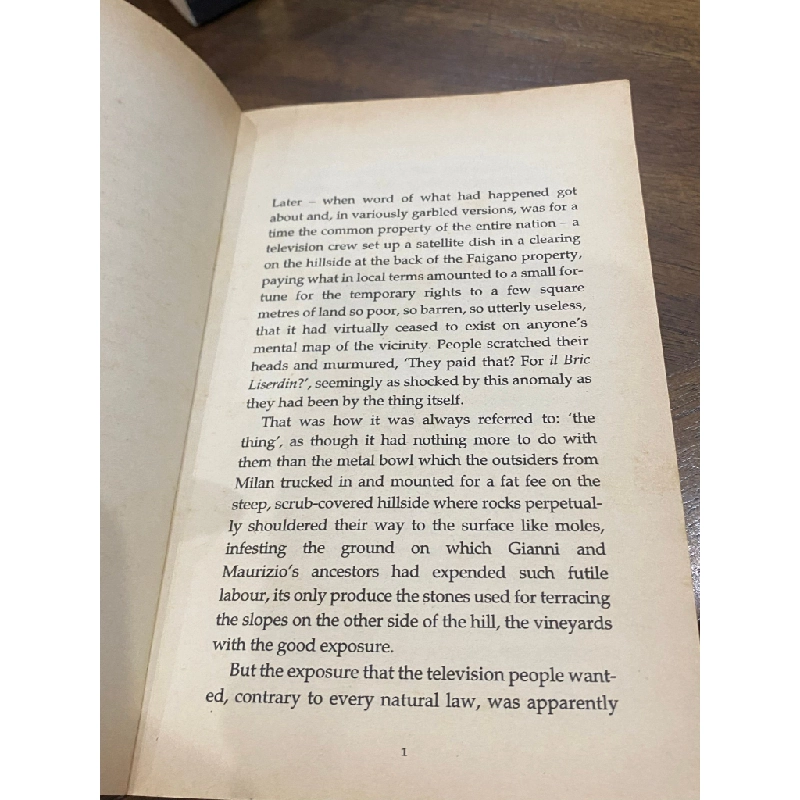 Later – when word of what had happened got
about and, in variously garbled versions, was for a
time the common property of the entire nation – a
television crew set up a satellite dish in a clearing
on the hillside at the back of the Faigano property,
paying what in local terms amounted to a small for-
tune for the temporary rights to a few square
metres of land so poor, so barren, so utterly useless,
that it had virtually ceased to exist on anyone's
mental map of the vicinity. People scratched their
heads and murmured, 'They paid that? For il Bric
Liserdin?', seemingly as shocked by this anomaly as
they had been by the thing itself.
That was how it was always referred to: 'the
thing', as though it had nothing more to do with
them than the metal bowl which the outsiders from
Milan trucked in and mounted for a fat fee on the
steep, scrub-covered hillside where rocks perpetual-
ly shouldered their way to the surface like moles,
infesting the ground on which Gianni and
Maurizio's ancestors had expended such futile
labour, its only produce the stones used for terracing
the slopes on the other side of the hill, the vineyards
with the good exposure.
But the exposure that the television people want-
ed, contrary to every natural law, was apparently
1